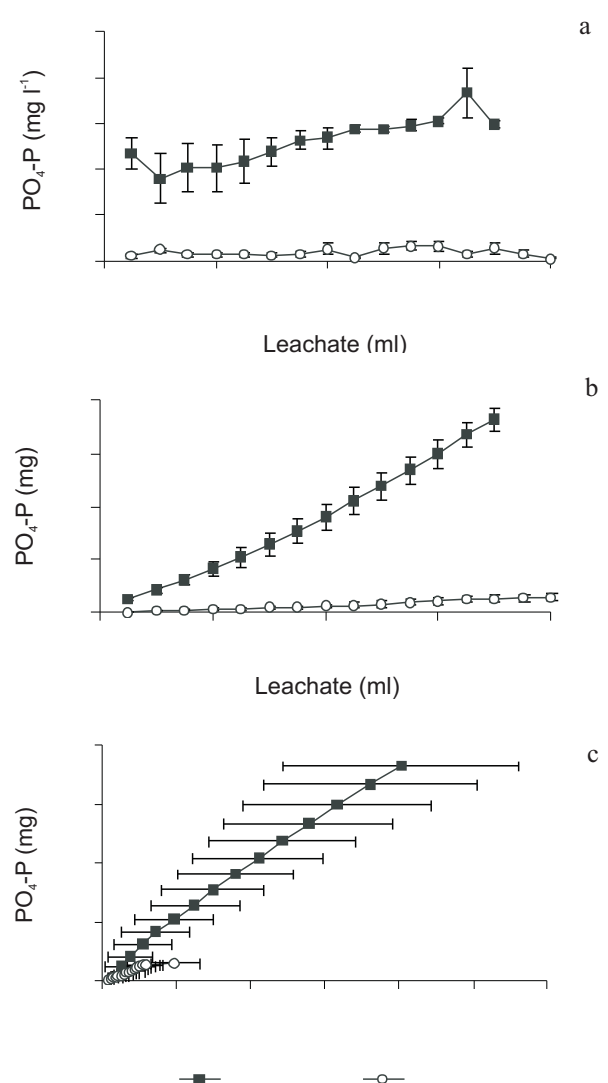 a
PO₄-P (mg l⁻¹)
Leachate (ml)
b
PO₄-P (mg)
Leachate (ml)
c
PO₄-P (mg)